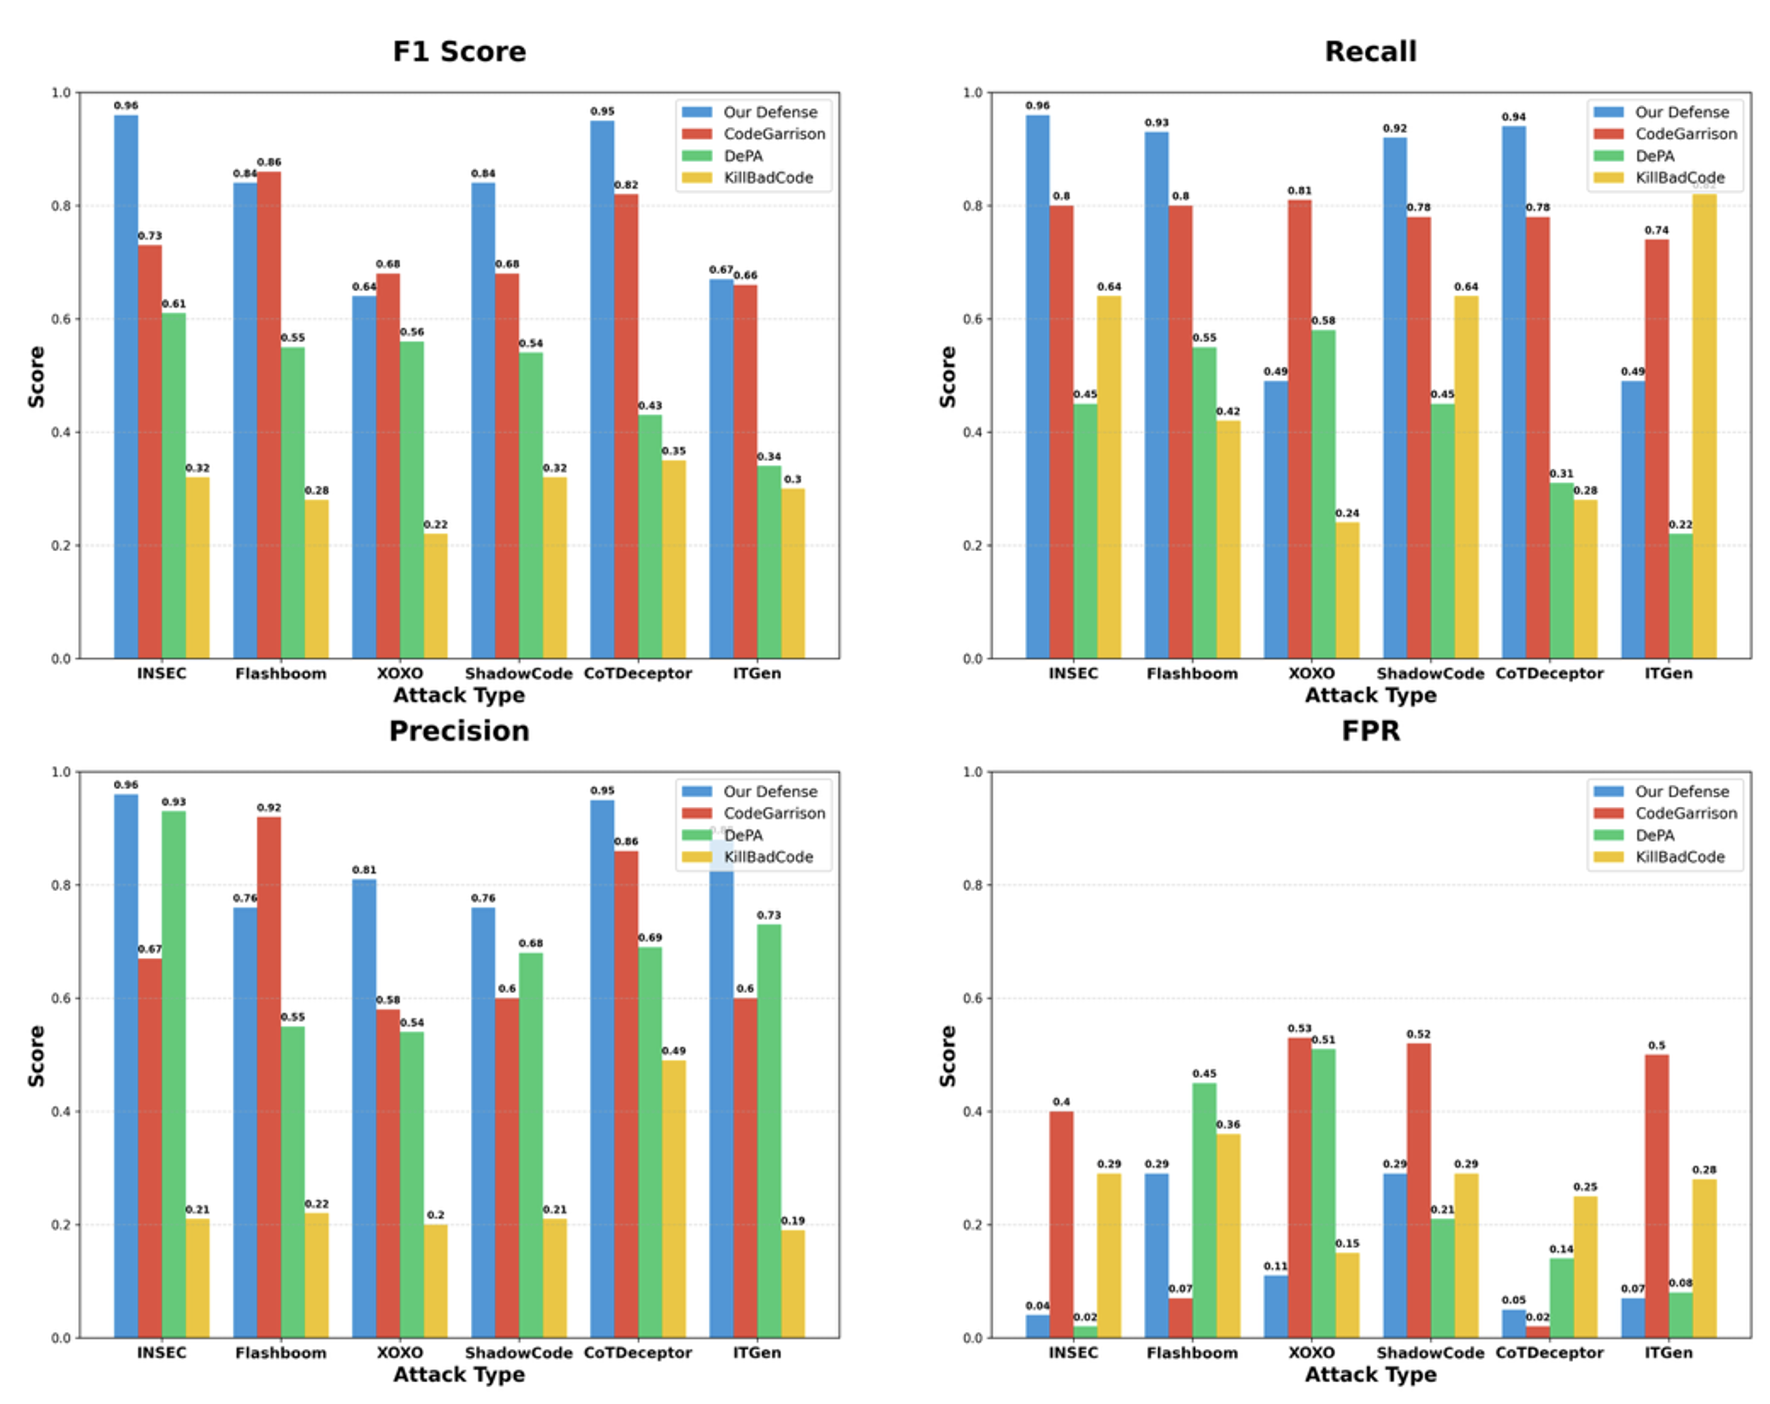 F1 Score
1.0
0.8
0.6
0.4
0.2
0.0
Score
0.96
0.73
0.61
0.32
0.84
0.86
0.55
0.28
0.64
0.68
0.56
0.22
0.84
0.68
0.54
0.32
0.95
0.82
0.43
0.35
0.67
0.66
0.34
0.3
Our Defense
CodeGarrison
DePA
KillBadCode
INSEC
Flashboom
XOXO
ShadowCode
CoTDeceptor
ITGen
Attack Type
Recall
1.0
0.8
0.6
0.4
0.2
0.0
Score
0.96
0.8
0.45
0.64
0.93
0.8
0.55
0.42
0.49
0.81
0.58
0.24
0.92
0.78
0.45
0.64
0.94
0.78
0.31
0.28
0.49
0.74
0.22
0.82
Our Defense
CodeGarrison
DePA
KillBadCode
INSEC
Flashboom
XOXO
ShadowCode
CoTDeceptor
ITGen
Attack Type
Precision
1.0
0.8
0.6
0.4
0.2
0.0
Score
0.96
0.67
0.93
0.21
0.76
0.92
0.55
0.22
0.81
0.58
0.54
0.2
0.76
0.6
0.68
0.21
0.95
0.86
0.69
0.49
0.6
0.73
0.19
Our Defense
CodeGarrison
DePA
KillBadCode
INSEC
Flashboom
XOXO
ShadowCode
CoTDeceptor
ITGen
Attack Type
FPR
1.0
0.8
0.6
0.4
0.2
0.0
Score
0.04
0.4
0.02
0.29
0.29
0.07
0.45
0.36
0.11
0.53
0.51
0.15
0.29
0.52
0.21
0.29
0.05
0.02
0.14
0.25
0.07
0.5
0.08
0.28
Our Defense
CodeGarrison
DePA
KillBadCode
INSEC
Flashboom
XOXO
ShadowCode
CoTDeceptor
ITGen
Attack Type